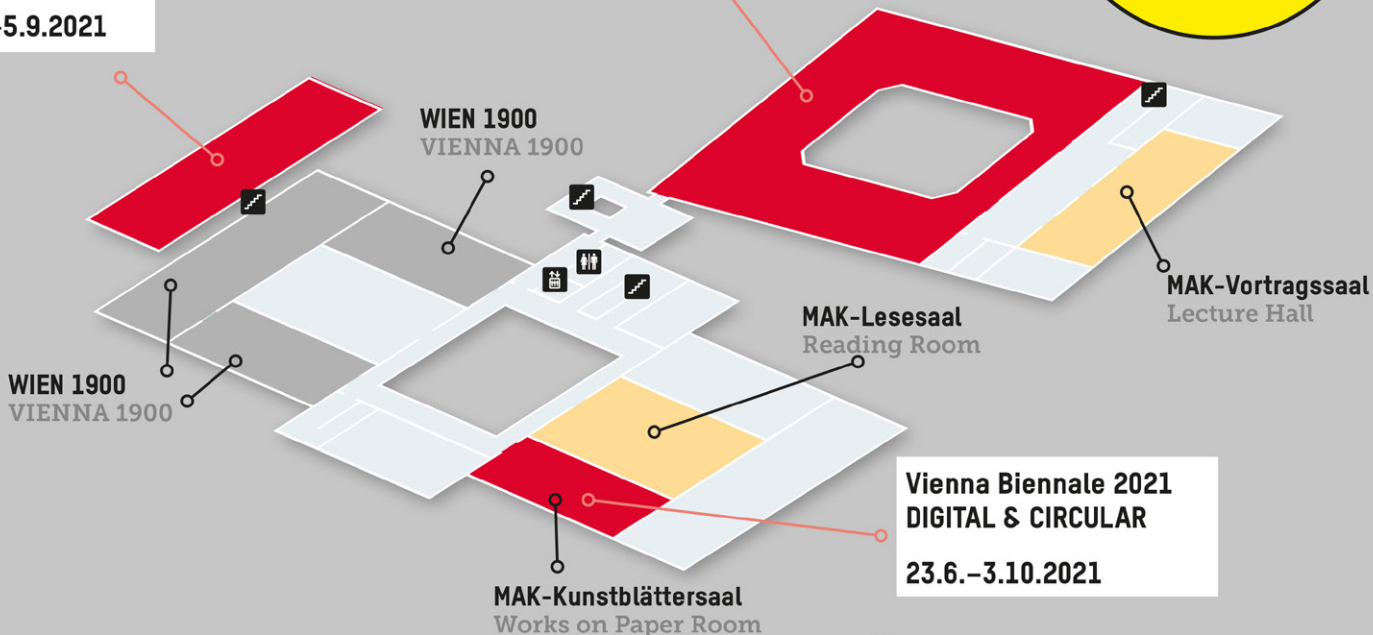 -5.9.2021
WIEN 1900
VIENNA 1900
MAK-Vortragssaal
Lecture Hall
MAK-Lesesaal
Reading Room
WIEN 1900
VIENNA 1900
Vienna Biennale 2021
DIGITAL & CIRCULAR
23.6.–3.10.2021
MAK-Kunstblättersaal
Works on Paper Room